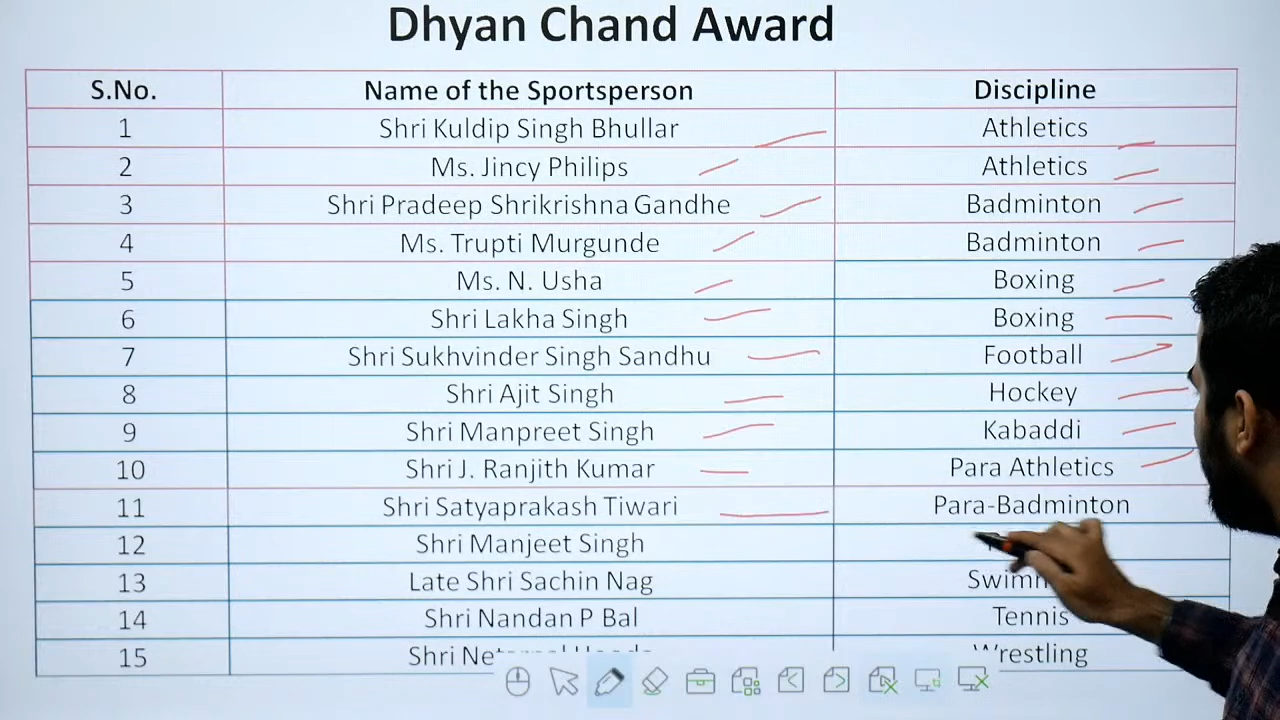 Dhyan Chand Award
S.No. Name of the Sportsperson Discipline
1 Shri Kuldip Singh Bhullar Athletics
2 Ms. Jincy Philips Athletics
3 Shri Pradeep Shrikrishna Gandhe Badminton
4 Ms. Trupti Murgunde Badminton
5 Ms. N. Usha Boxing
6 Shri Lakha Singh Boxing
7 Shri Sukhvinder Singh Sandhu Football
8 Shri Ajit Singh Hockey
9 Shri Manpreet Singh Kabaddi
10 Shri J. Ranjith Kumar Para Athletics
11 Shri Satyaprakash Tiwari Para-Badminton
12 Shri Manjeet Singh
13 Late Shri Sachin Nag
14 Shri Nandan P Bal Tennis
15 Shri Wrestling